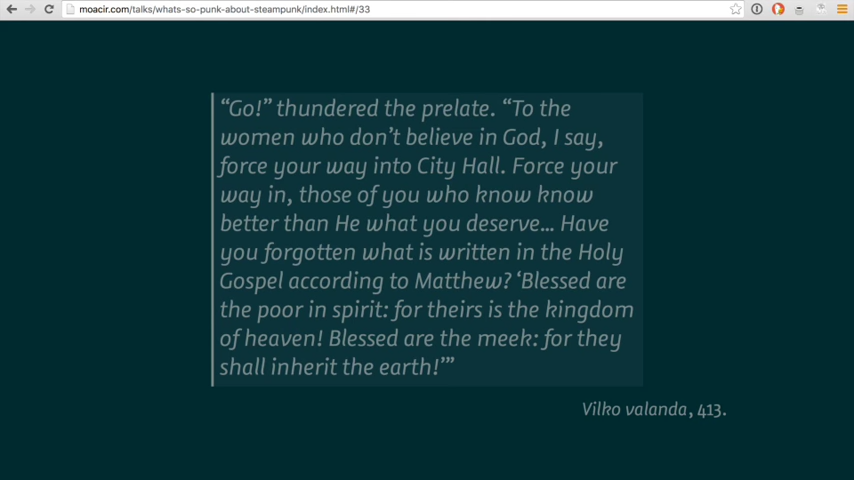 moacir.com/talks/whats-so-punk-about-steampunk/index.html#/33
“Go!” thundered the prelate. “To the
women who don’t believe in God, I say,
force your way into City Hall. Force your
way in, those of you who know know
better than He what you deserve... Have
you forgotten what is written in the Holy
Gospel according to Matthew? ‘Blessed are
the poor in spirit: for theirs is the kingdom
of heaven! Blessed are the meek: for they
shall inherit the earth!’”
Vilko valanda, 413.